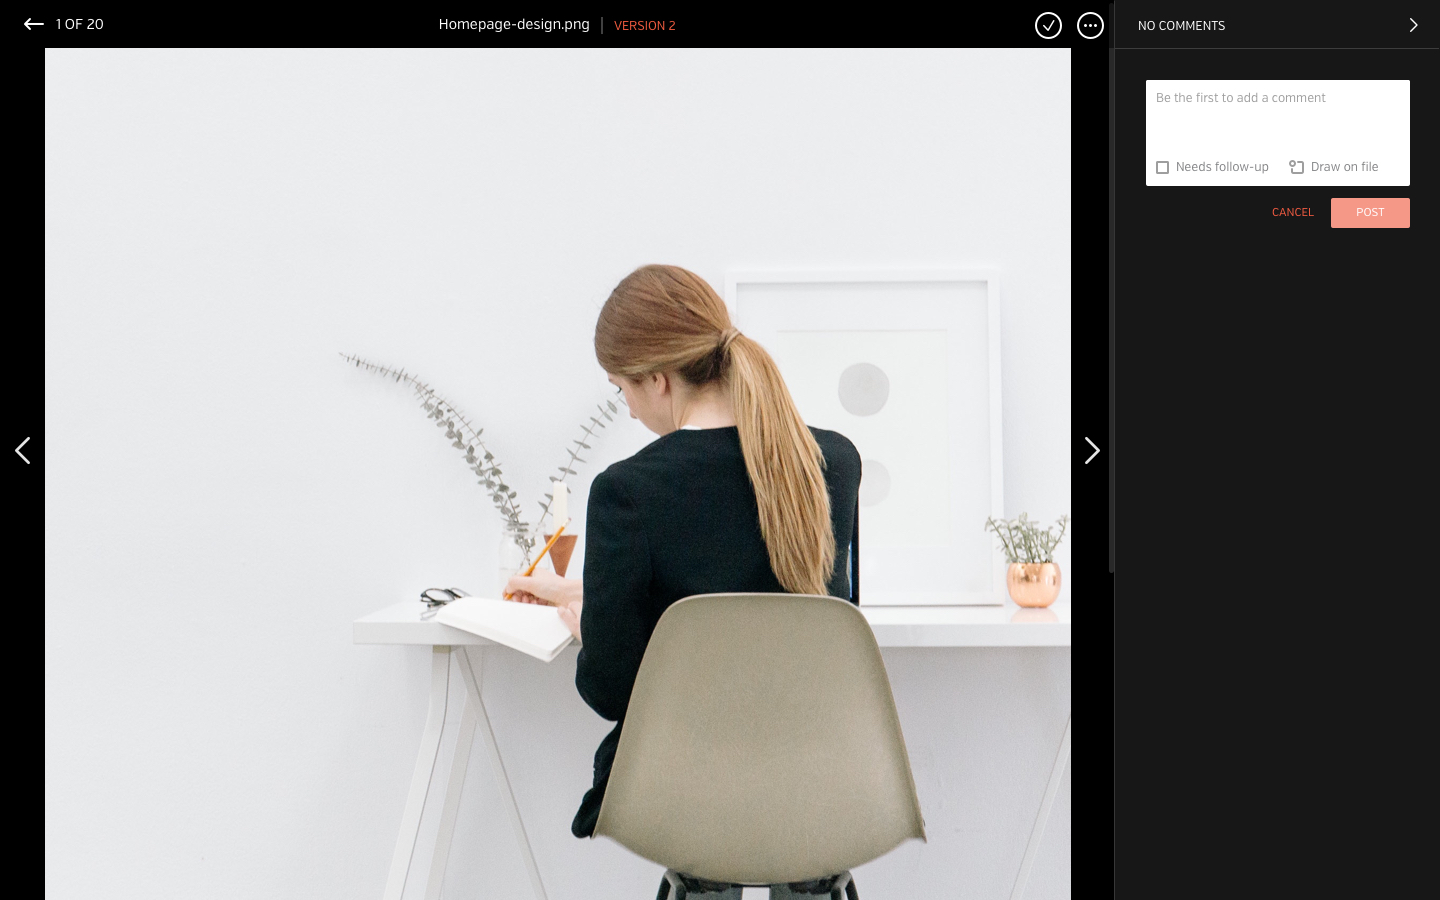 1 OF 20
Homepage-design.png | VERSION 2
NO COMMENTS
Be the first to add a comment
Needs follow-up
Draw on file
CANCEL
POST